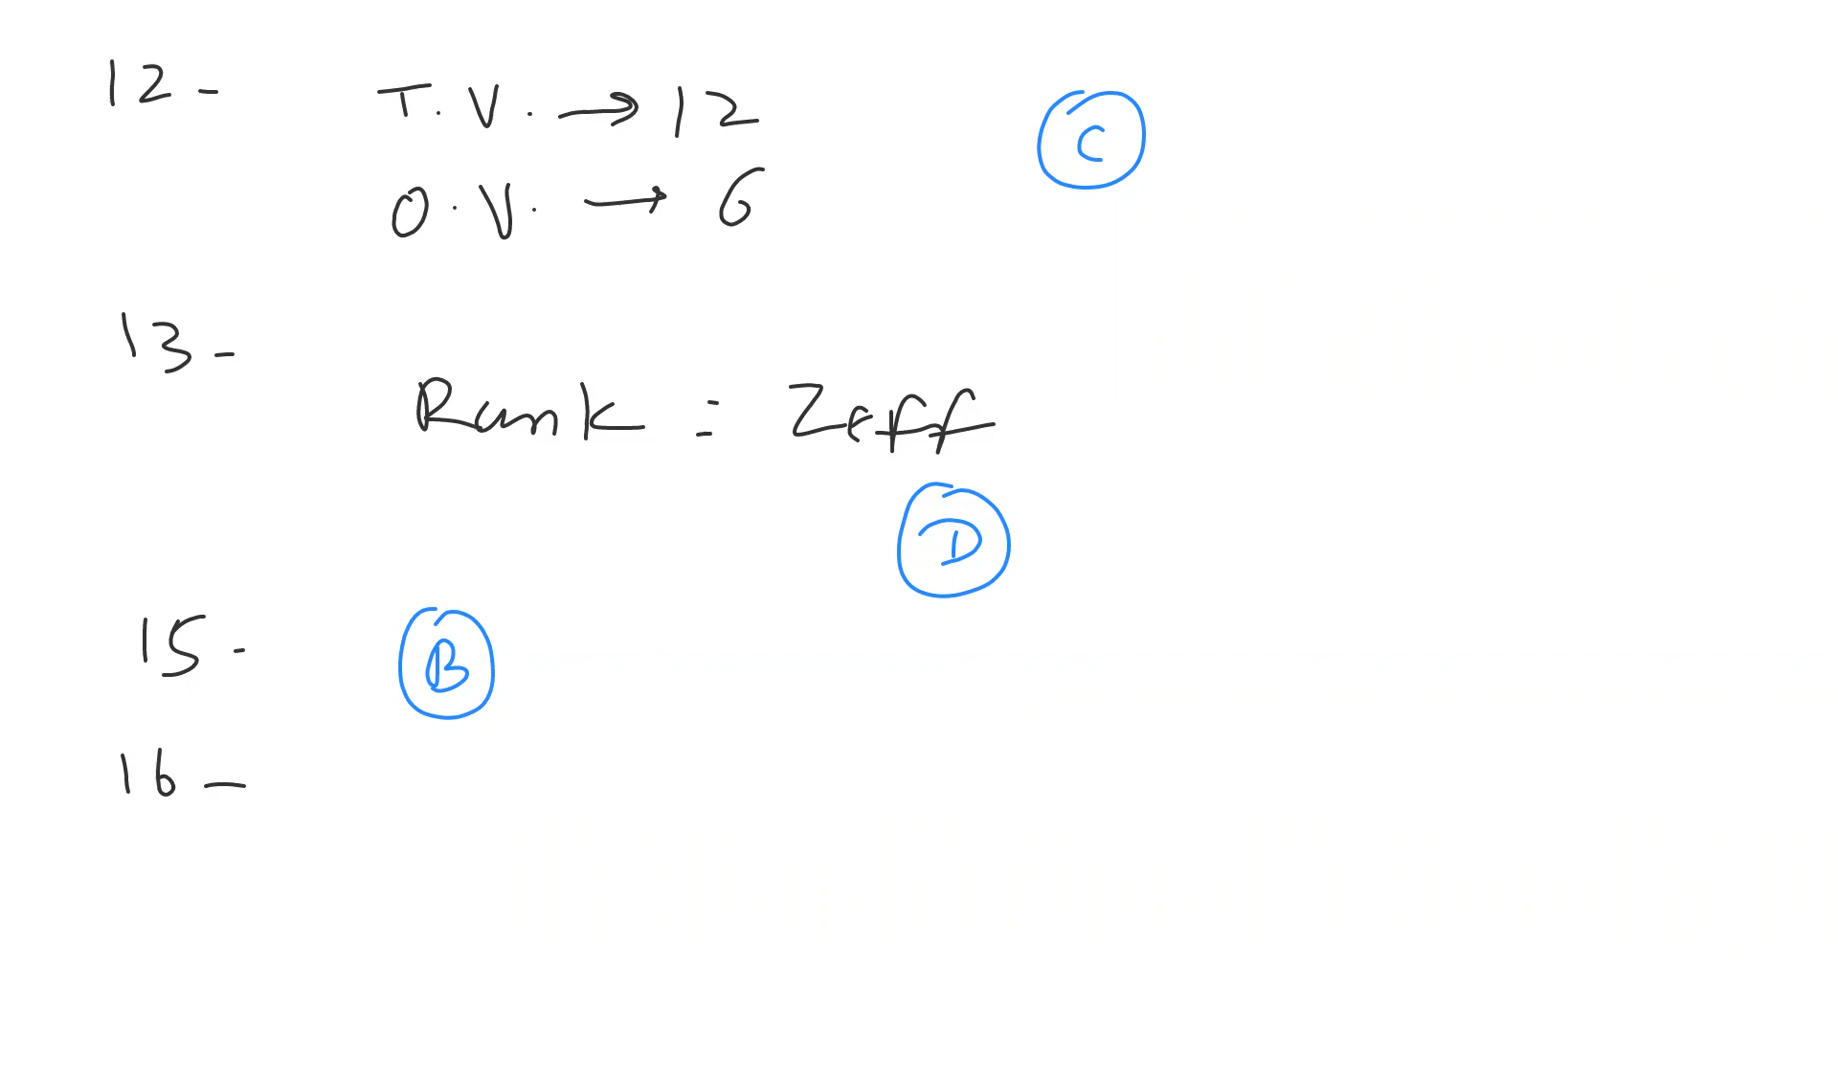 12- T.V. → 12 C
O.V. → 6
13-
Rank = Zeff
D
15- B
16-